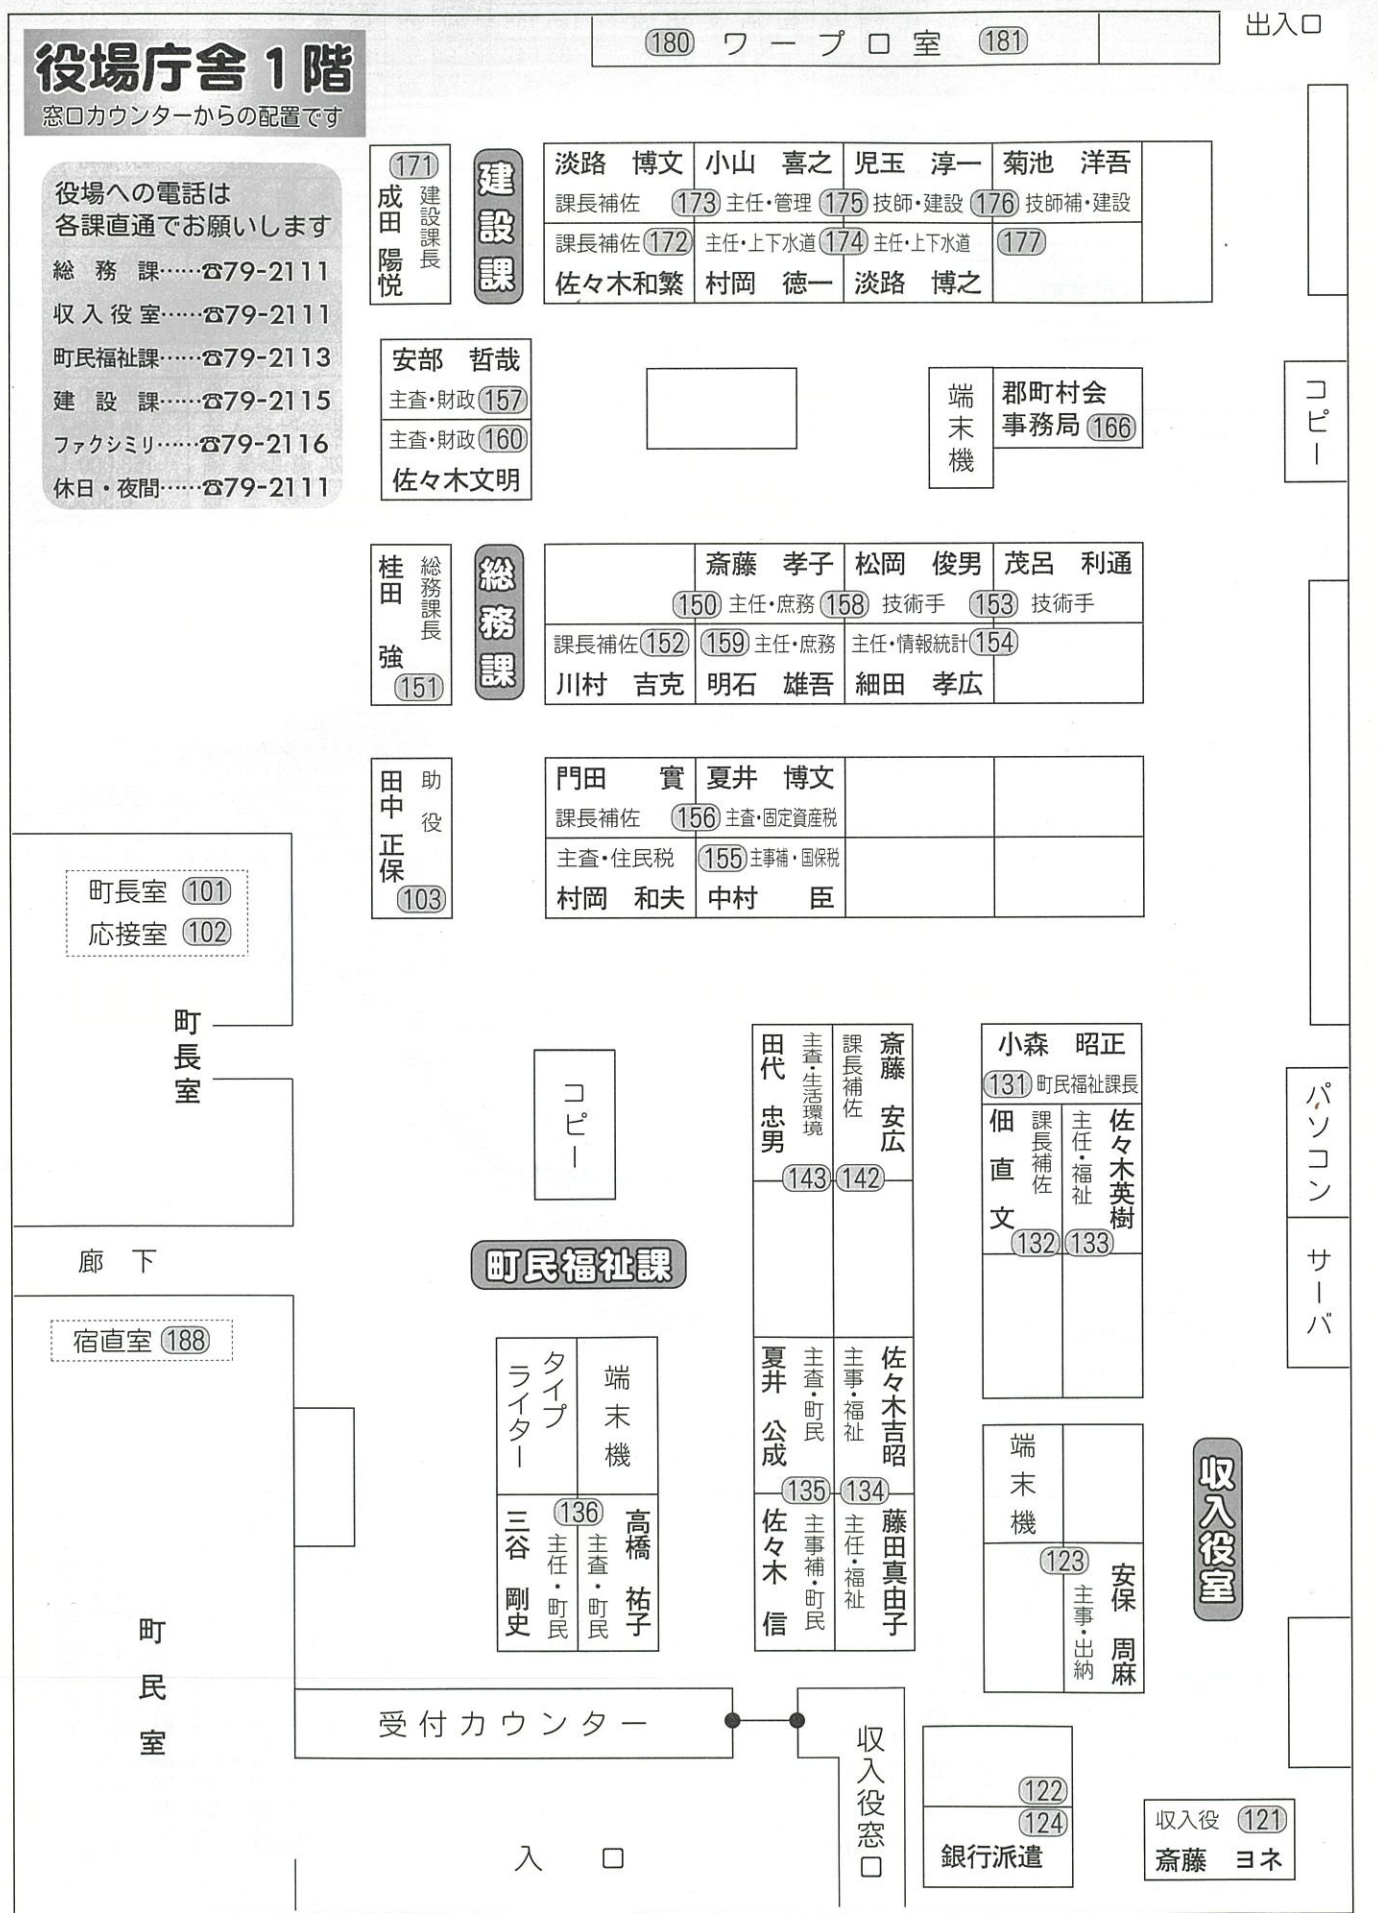 役場庁舎1階
窓口カウンターからの配置です
役場への電話は
各課直通でお願いします
総務課……☎79-2111
収入役室……☎79-2111
町民福祉課……☎79-2113
建設課……☎79-2115
ファクシミリ……☎79-2116
休日・夜間……☎79-2111
180 ワープロ室 181
出入口
171
建設課長
成田 陽悦
建設課
淡路 博文 小山 喜之 児玉 淳一 菊池 洋吾
課長補佐 173 主任・管理 175 技師・建設 176 技師補・建設
課長補佐 172 主任・上下水道 174 主任・上下水道 177
佐々木和繁 村岡 徳一 淡路 博之
安部 哲哉
主査・財政 157
主査・財政 160
佐々木文明
端末機
郡町村会
事務局 166
コピー
総務課長
桂田 強
151
総務課
斎藤 孝子 松岡 俊男 茂呂 利通
150 主任・庶務 158 技術手 153 技術手
課長補佐 152 159 主任・庶務 主任・情報統計 154
川村 吉克 明石 雄吾 細田 孝広
助役
田中 正保
103
門田 實 夏井 博文
課長補佐 156 主査・固定資産税
主査・住民税 155 主事補・国保税
村岡 和夫 中村 臣
町長室 101
応接室 102
町長室
コピー
斎藤 安広
課長補佐
142
主査・生活環境
田代 忠男
143
小森 昭正
131 町民福祉課長
佐々木英樹
主任・福祉
133
課長補佐
佃 直文
132
パソコン
サーバ
廊下
町民福祉課
宿直室 188
端末機
タイプ
ライター
136
高橋 祐子
主査・町民
主任・町民
三谷 剛史
佐々木吉昭
主事・福祉
134
主査・町民
夏井 公成
135
藤田真由子
主任・福祉
主事補・町民
佐々木 信
端末機
123
安保 周麻
主事・出納
収入役室
町民室
受付カウンター
収入役窓口
入口
122
124
銀行派遣
収入役 121
斎藤 ヨネ